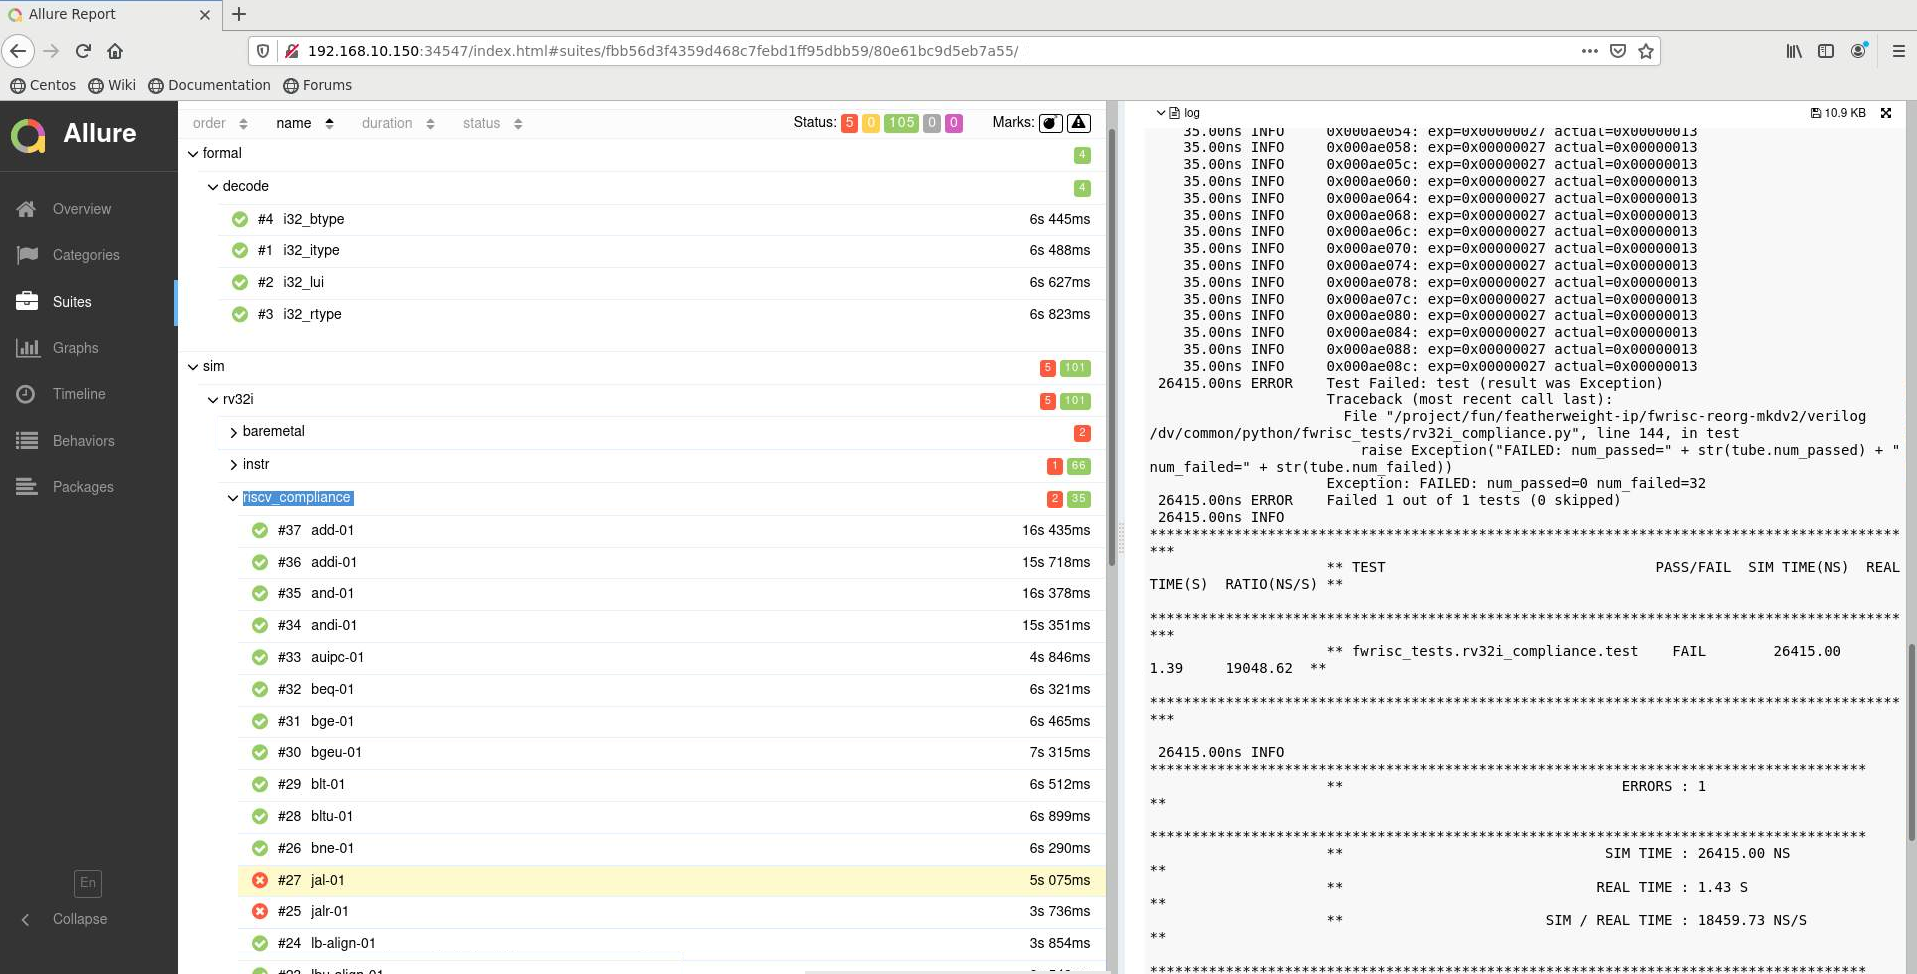 Allure Report
192.168.10.150:34547/index.html#suites/fbb56d3f4359d468c7febd1ff95dbb59/80e61bc9d5eb7a55/
Centos Wiki Documentation Forums
Allure
Overview
Categories
Suites
Graphs
Timeline
Behaviors
Packages
En
Collapse
order name duration status Status: 5 0 105 0 0 Marks:
formal 4
decode 4
#4 i32_btype 6s 445ms
#1 i32_itype 6s 488ms
#2 i32_lui 6s 627ms
#3 i32_rtype 6s 823ms
sim 5 101
rv32i 5 101
baremetal 2
instr 1 66
riscv_compliance 2 35
#37 add-01 16s 435ms
#36 addi-01 15s 718ms
#35 and-01 16s 378ms
#34 andi-01 15s 351ms
#33 auipc-01 4s 846ms
#32 beq-01 6s 321ms
#31 bge-01 6s 465ms
#30 bgeu-01 7s 315ms
#29 blt-01 6s 512ms
#28 bltu-01 6s 899ms
#26 bne-01 6s 290ms
#27 jal-01 5s 075ms
#25 jalr-01 3s 736ms
#24 lb-align-01 3s 854ms
log 10.9 KB
35.00ns INFO 0x000ae054: exp=0x00000027 actual=0x00000013
35.00ns INFO 0x000ae058: exp=0x00000027 actual=0x00000013
35.00ns INFO 0x000ae05c: exp=0x00000027 actual=0x00000013
35.00ns INFO 0x000ae060: exp=0x00000027 actual=0x00000013
35.00ns INFO 0x000ae064: exp=0x00000027 actual=0x00000013
35.00ns INFO 0x000ae068: exp=0x00000027 actual=0x00000013
35.00ns INFO 0x000ae06c: exp=0x00000027 actual=0x00000013
35.00ns INFO 0x000ae070: exp=0x00000027 actual=0x00000013
35.00ns INFO 0x000ae074: exp=0x00000027 actual=0x00000013
35.00ns INFO 0x000ae078: exp=0x00000027 actual=0x00000013
35.00ns INFO 0x000ae07c: exp=0x00000027 actual=0x00000013
35.00ns INFO 0x000ae080: exp=0x00000027 actual=0x00000013
35.00ns INFO 0x000ae084: exp=0x00000027 actual=0x00000013
35.00ns INFO 0x000ae088: exp=0x00000027 actual=0x00000013
35.00ns INFO 0x000ae08c: exp=0x00000027 actual=0x00000013
26415.00ns ERROR Test Failed: test (result was Exception)
Traceback (most recent call last):
File "/project/fun/featherweight-ip/fwrisc-reorg-mkdv2/verilog
/dv/common/python/fwrisc_tests/rv32i_compliance.py", line 144, in test
raise Exception("FAILED: num_passed=" + str(tube.num_passed) + "
num_failed=" + str(tube.num_failed))
Exception: FAILED: num_passed=0 num_failed=32
26415.00ns ERROR Failed 1 out of 1 tests (0 skipped)
26415.00ns INFO
*****************************************************************************************
***
** TEST PASS/FAIL SIM TIME(NS) REAL
TIME(S) RATIO(NS/S) **
*****************************************************************************************
***
** fwrisc_tests.rv32i_compliance.test FAIL 26415.00
1.39 19048.62 **
*****************************************************************************************
***
26415.00ns INFO
*************************************************************************************
** ERRORS : 1
**
*************************************************************************************
** SIM TIME : 26415.00 NS
**
** REAL TIME : 1.43 S
**
** SIM / REAL TIME : 18459.73 NS/S
**
*************************************************************************************